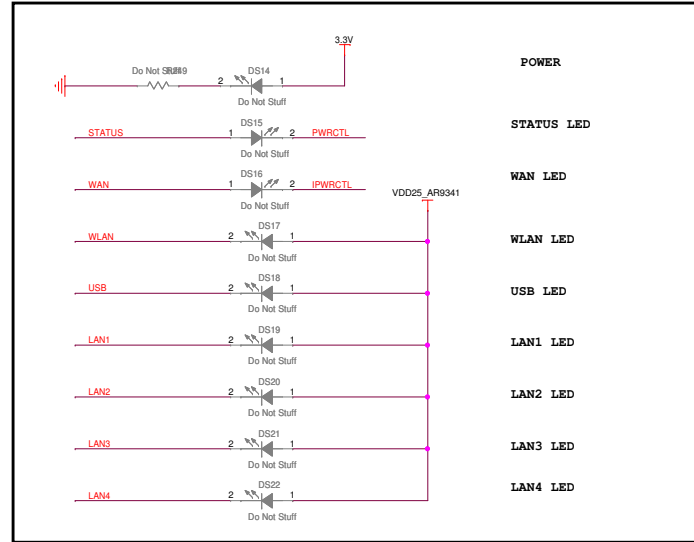 3.3V
POWER
Do Not Stuff
DS14
2
1
Do Not Stuff
STATUS LED
DS15
STATUS
1
2
PWRCTL
Do Not Stuff
WAN LED
DS16
WAN
1
2
IPWRCTL
Do Not Stuff
VDD25_AR9341
DS17
WLAN
2
1
WLAN LED
Do Not Stuff
DS18
USB
2
1
USB LED
Do Not Stuff
DS19
LAN1
2
1
LAN1 LED
Do Not Stuff
DS20
LAN2
2
1
LAN2 LED
Do Not Stuff
DS21
LAN3
2
1
LAN3 LED
Do Not Stuff
DS22
LAN4
2
1
LAN4 LED
Do Not Stuff